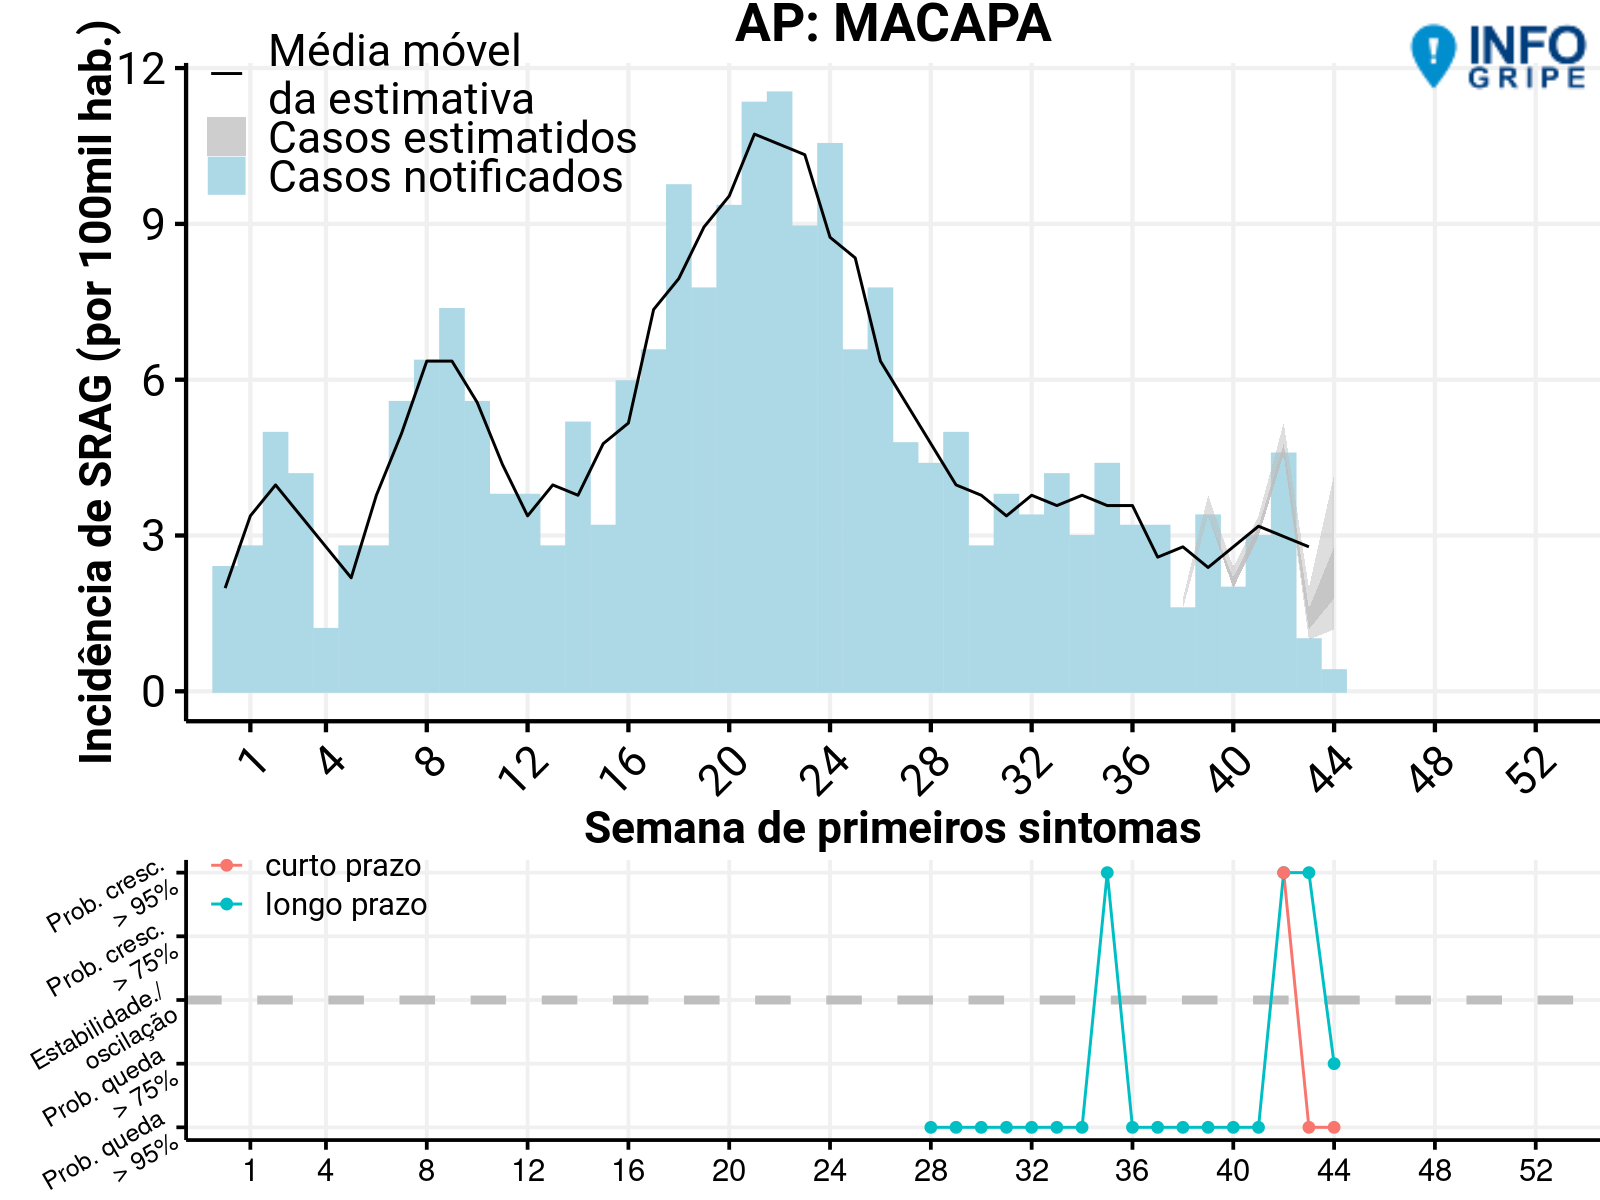 AP: MACAPA
INFO
GRIPE
Incidência de SRAG (por 100mil hab.)
12
9
6
3
0
Média móvel
da estimativa
Casos estimatidos
Casos notificados
1 4 8 12 16 20 24 28 32 36 40 44 48 52
Semana de primeiros sintomas
curto prazo
longo prazo
Prob. cresc.
> 95%
Prob. cresc.
> 75%
Estabilidade./
oscilação
Prob. queda
> 75%
Prob. queda
> 95%
1 4 8 12 16 20 24 28 32 36 40 44 48 52